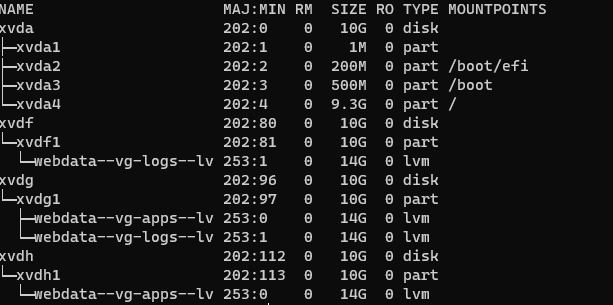 NAME MAJ:MIN RM SIZE RO TYPE MOUNTPOINTS
xvda 202:0 0 10G 0 disk
├─xvda1 202:1 0 1M 0 part
├─xvda2 202:2 0 200M 0 part /boot/efi
├─xvda3 202:3 0 500M 0 part /boot
└─xvda4 202:4 0 9.3G 0 part /
xvdf 202:80 0 10G 0 disk
└─xvdf1 202:81 0 10G 0 part
└─webdata--vg-logs--lv 253:1 0 14G 0 lvm
xvdg 202:96 0 10G 0 disk
└─xvdg1 202:97 0 10G 0 part
├─webdata--vg-apps--lv 253:0 0 14G 0 lvm
└─webdata--vg-logs--lv 253:1 0 14G 0 lvm
xvdh 202:112 0 10G 0 disk
└─xvdh1 202:113 0 10G 0 part
└─webdata--vg-apps--lv 253:0 0 14G 0 lvm